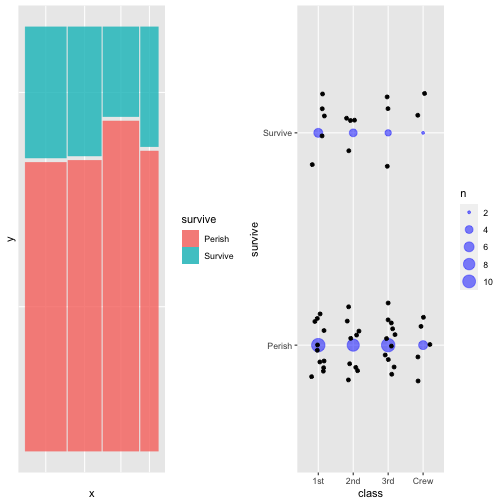 y
x
survive
Perish
Survive
survive
Survive
Perish
1st 2nd 3rd Crew
class
n
2
4
6
8
10